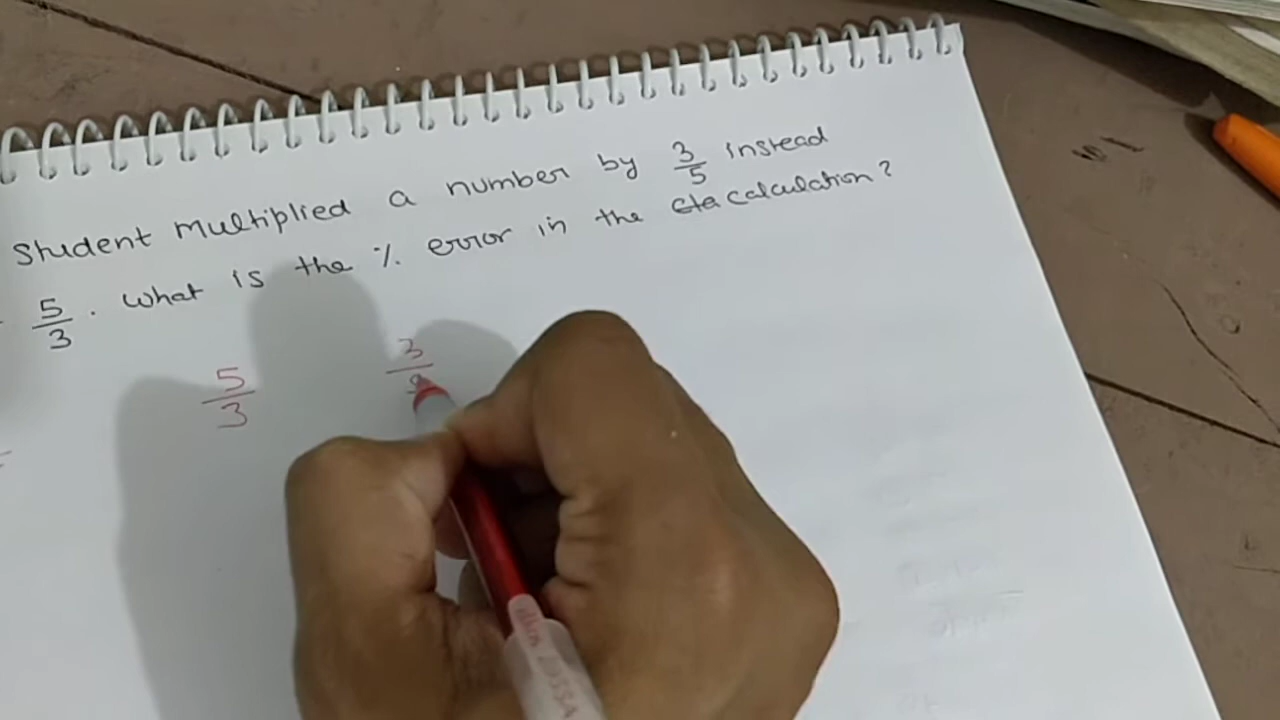 Student Multiplied a number by 3/5 instead
5/3. What is the % error in the calculation?
5/3 3/5